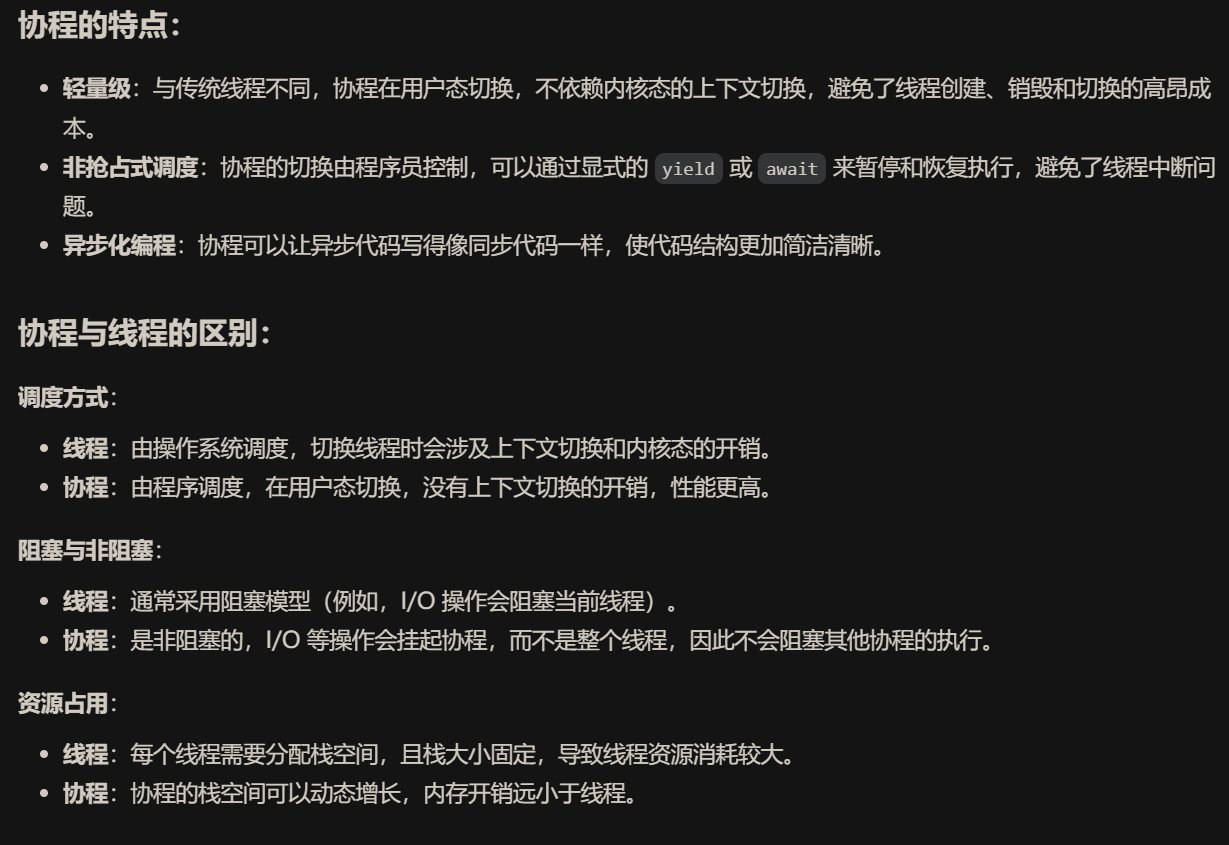 协程的特点：
轻量级：与传统线程不同，协程在用户态切换，不依赖内核态的上下文切换，避免了线程创建、销毁和切换的高昂成
本。
非抢占式调度：协程的切换由程序员控制，可以通过显式的 yield 或 await 来暂停和恢复执行，避免了线程中断问
题。
异步化编程：协程可以让异步代码写得像同步代码一样，使代码结构更加简洁清晰。
协程与线程的区别：
调度方式：
线程：由操作系统调度，切换线程时会涉及上下文切换和内核态的开销。
协程：由程序调度，在用户态切换，没有上下文切换的开销，性能更高。
阻塞与非阻塞：
线程：通常采用阻塞模型（例如，I/O 操作会阻塞当前线程）。
协程：是非阻塞的，I/O 等操作会挂起协程，而不是整个线程，因此不会阻塞其他协程的执行。
资源占用：
线程：每个线程需要分配栈空间，且栈大小固定，导致线程资源消耗较大。
协程：协程的栈空间可以动态增长，内存开销远小于线程。